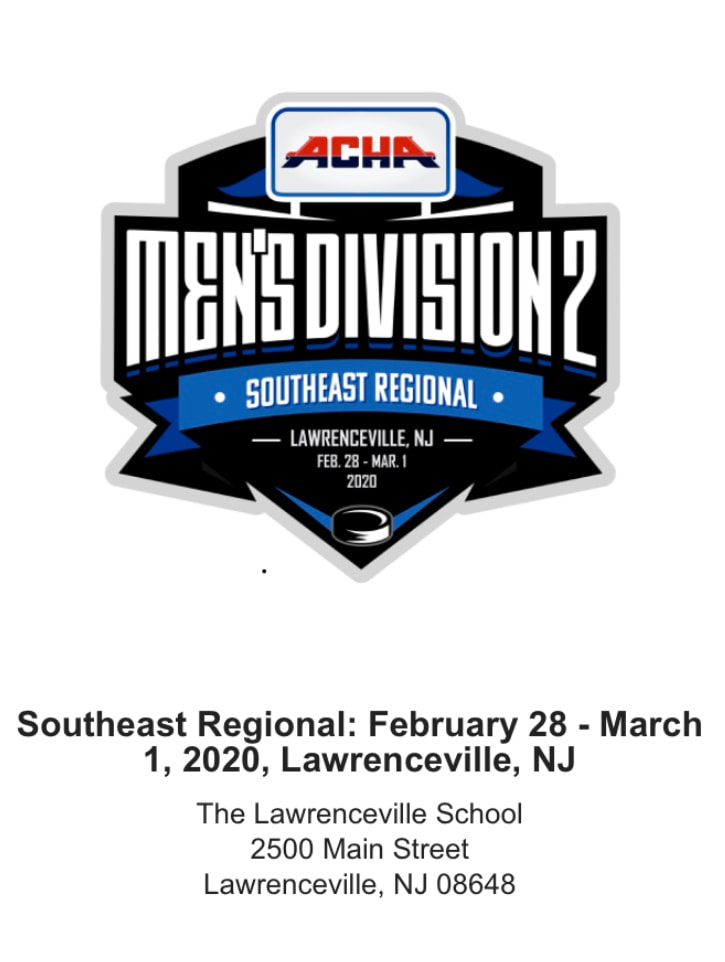 ACHA
MEN'S DIVISION 2
• SOUTHEAST REGIONAL •
— LAWRENCEVILLE, NJ —
FEB. 28 - MAR. 1
2020
.
Southeast Regional: February 28 - March
1, 2020, Lawrenceville, NJ
The Lawrenceville School
2500 Main Street
Lawrenceville, NJ 08648